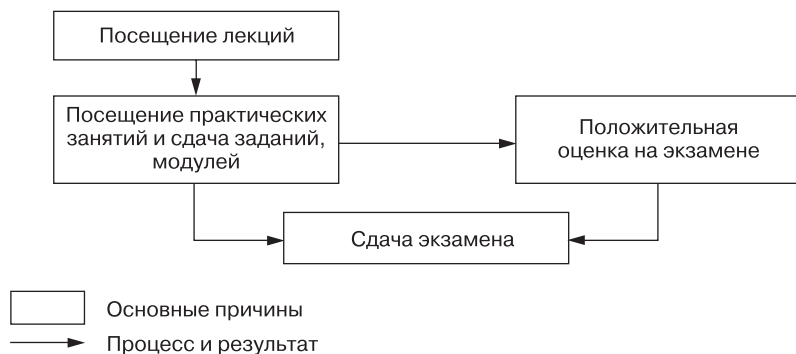 Посещение лекций
Посещение практических
занятий и сдача заданий,
модулей
Положительная
оценка на экзамене
Сдача экзамена
Основные причины
Процесс и результат